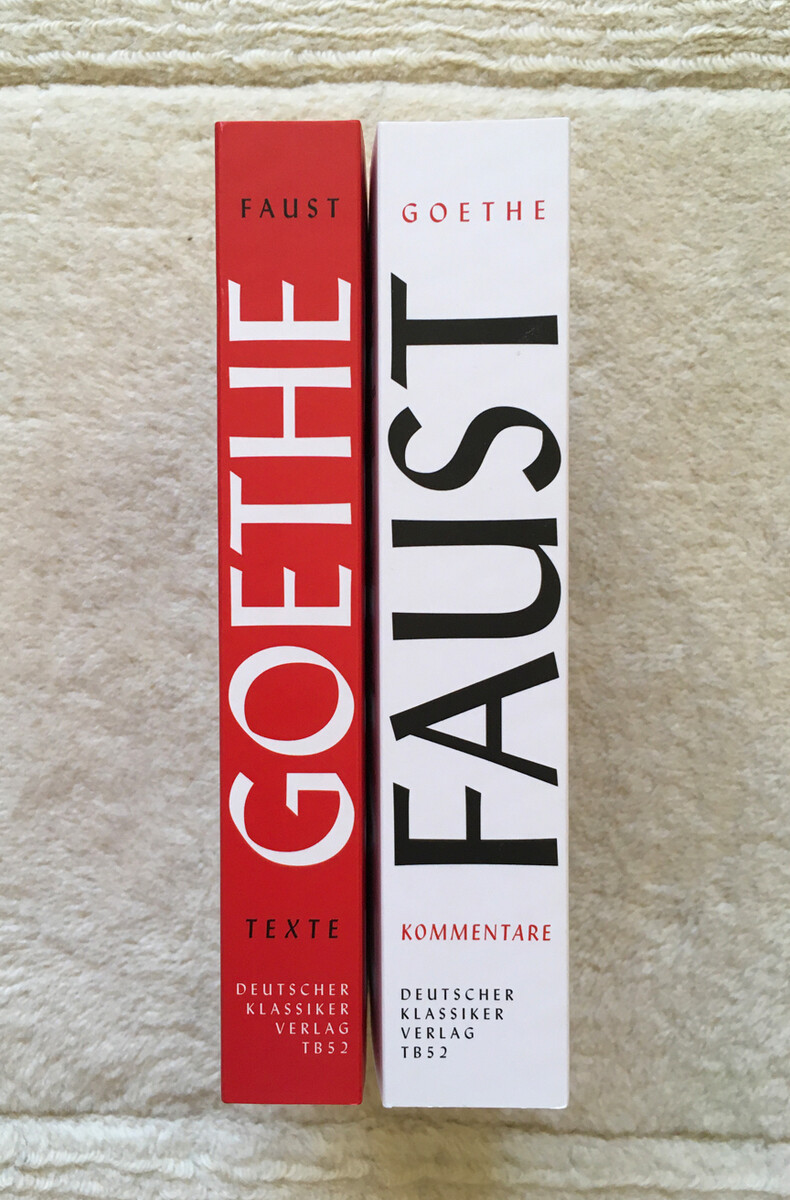 FAUST
GOETHE
TEXTE
DEUTSCHER
KLASSIKER
VERLAG
TB52
GOETHE
FAUST
KOMMENTARE
DEUTSCHER
KLASSIKER
VERLAG
TB52